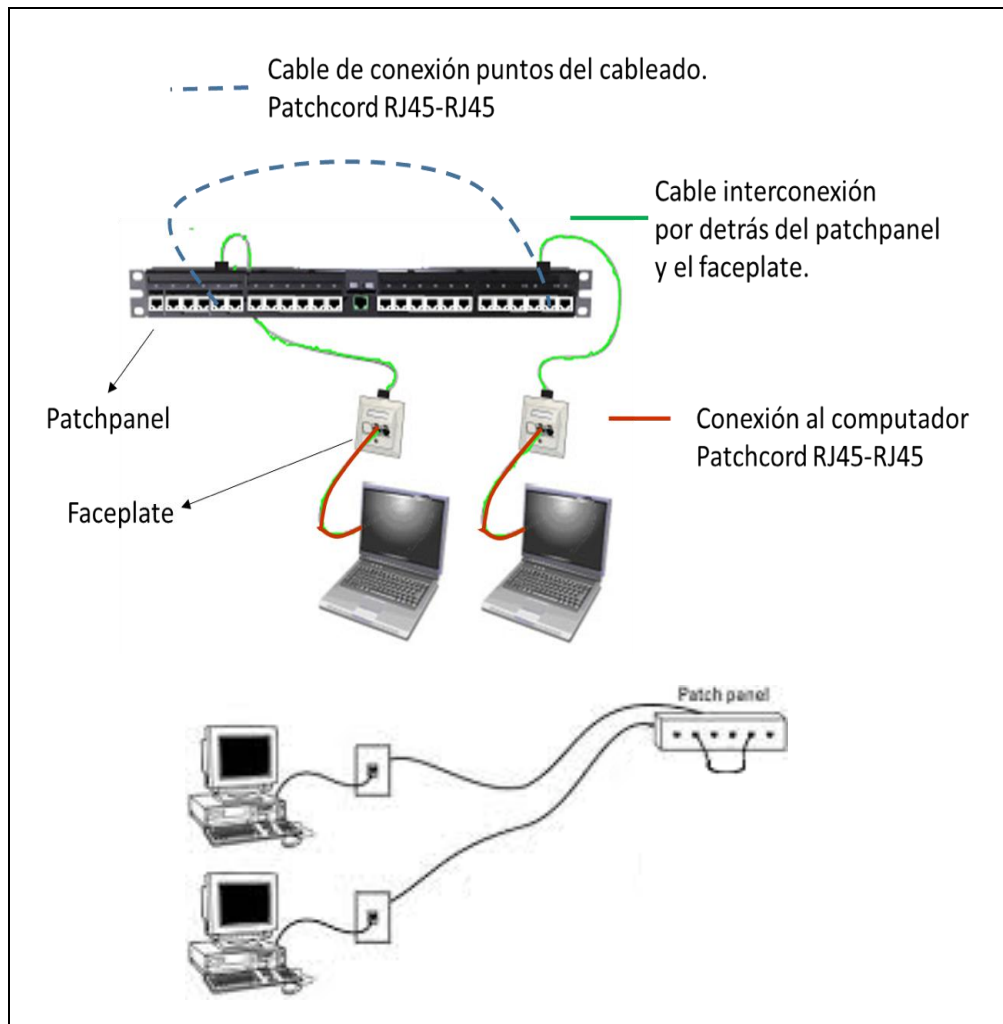 Cable de conexión puntos del cableado.
Patchcord RJ45-RJ45
Cable interconexión
por detrás del patchpanel
y el faceplate.
Patchpanel
Conexión al computador
Patchcord RJ45-RJ45
Faceplate
Patch panel